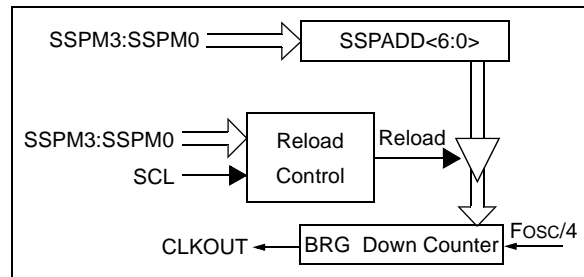 SSPM3:SSPM0
SSPADD<6:0>
SSPM3:SSPM0
SCL
Reload
Control
Reload
CLKOUT
BRG Down Counter
FOSC/4